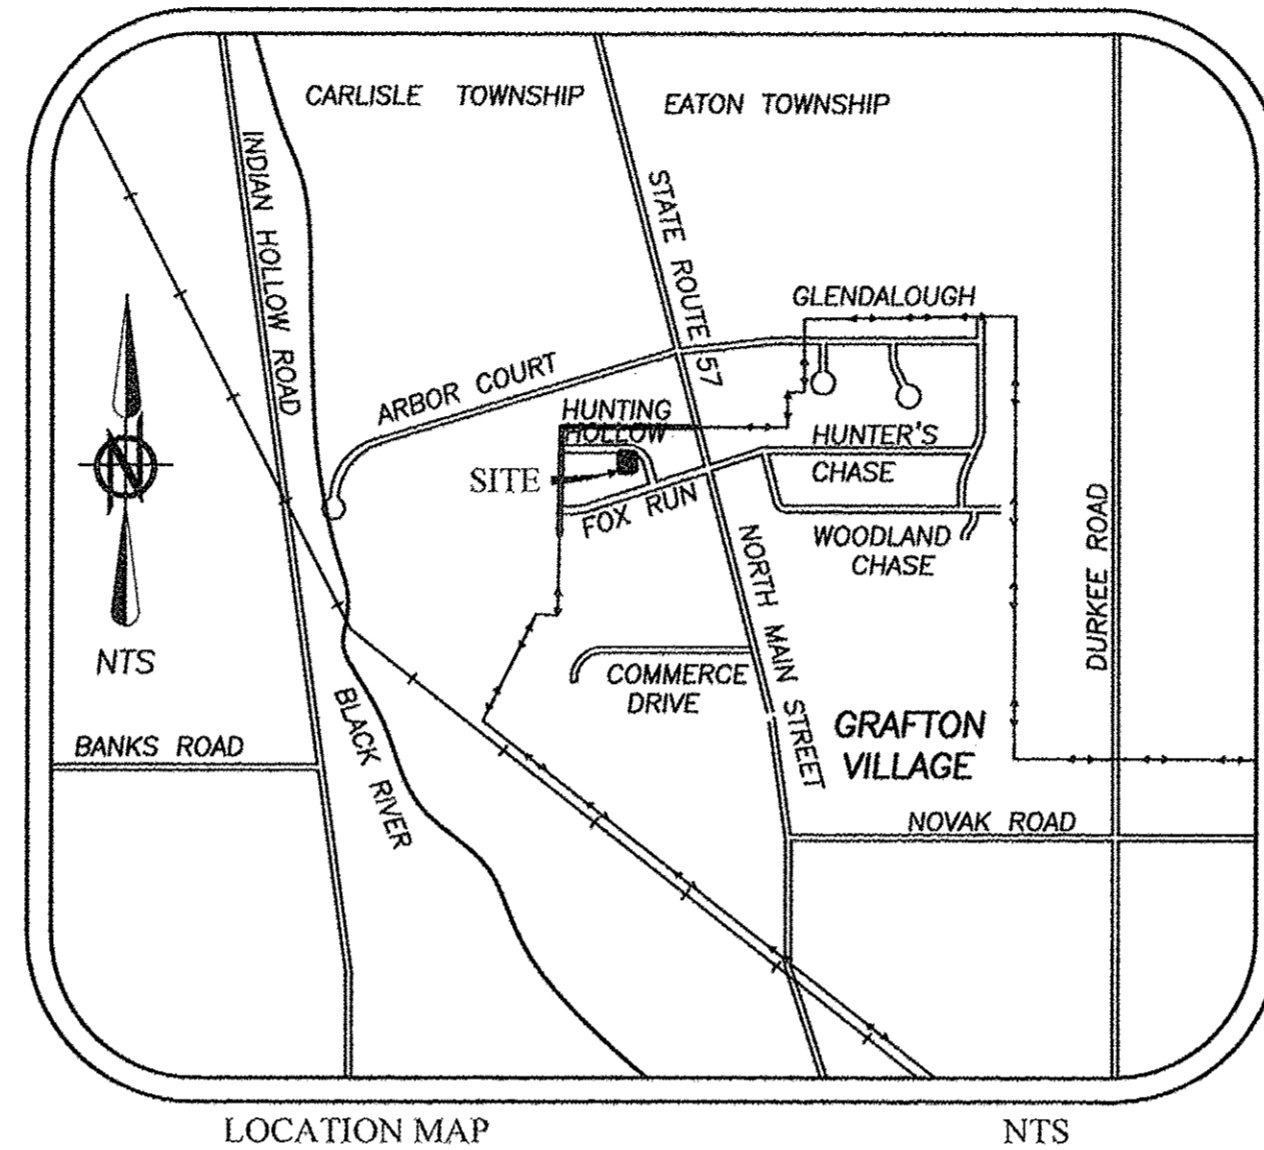 CARLISLE TOWNSHIP
EATON TOWNSHIP
INDIAN HOLLOW ROAD
STATE ROUTE 57
GLENDALOUGH
ARBOR COURT
HUNTING
HOLLOW
HUNTER'S
CHASE
SITE
FOX RUN
WOODLAND
CHASE
DURKEE ROAD
N
NTS
NORTH MAIN STREET
COMMERCE
DRIVE
GRAFTON
VILLAGE
BANKS ROAD
BLACK RIVER
NOVAK ROAD
LOCATION MAP
NTS